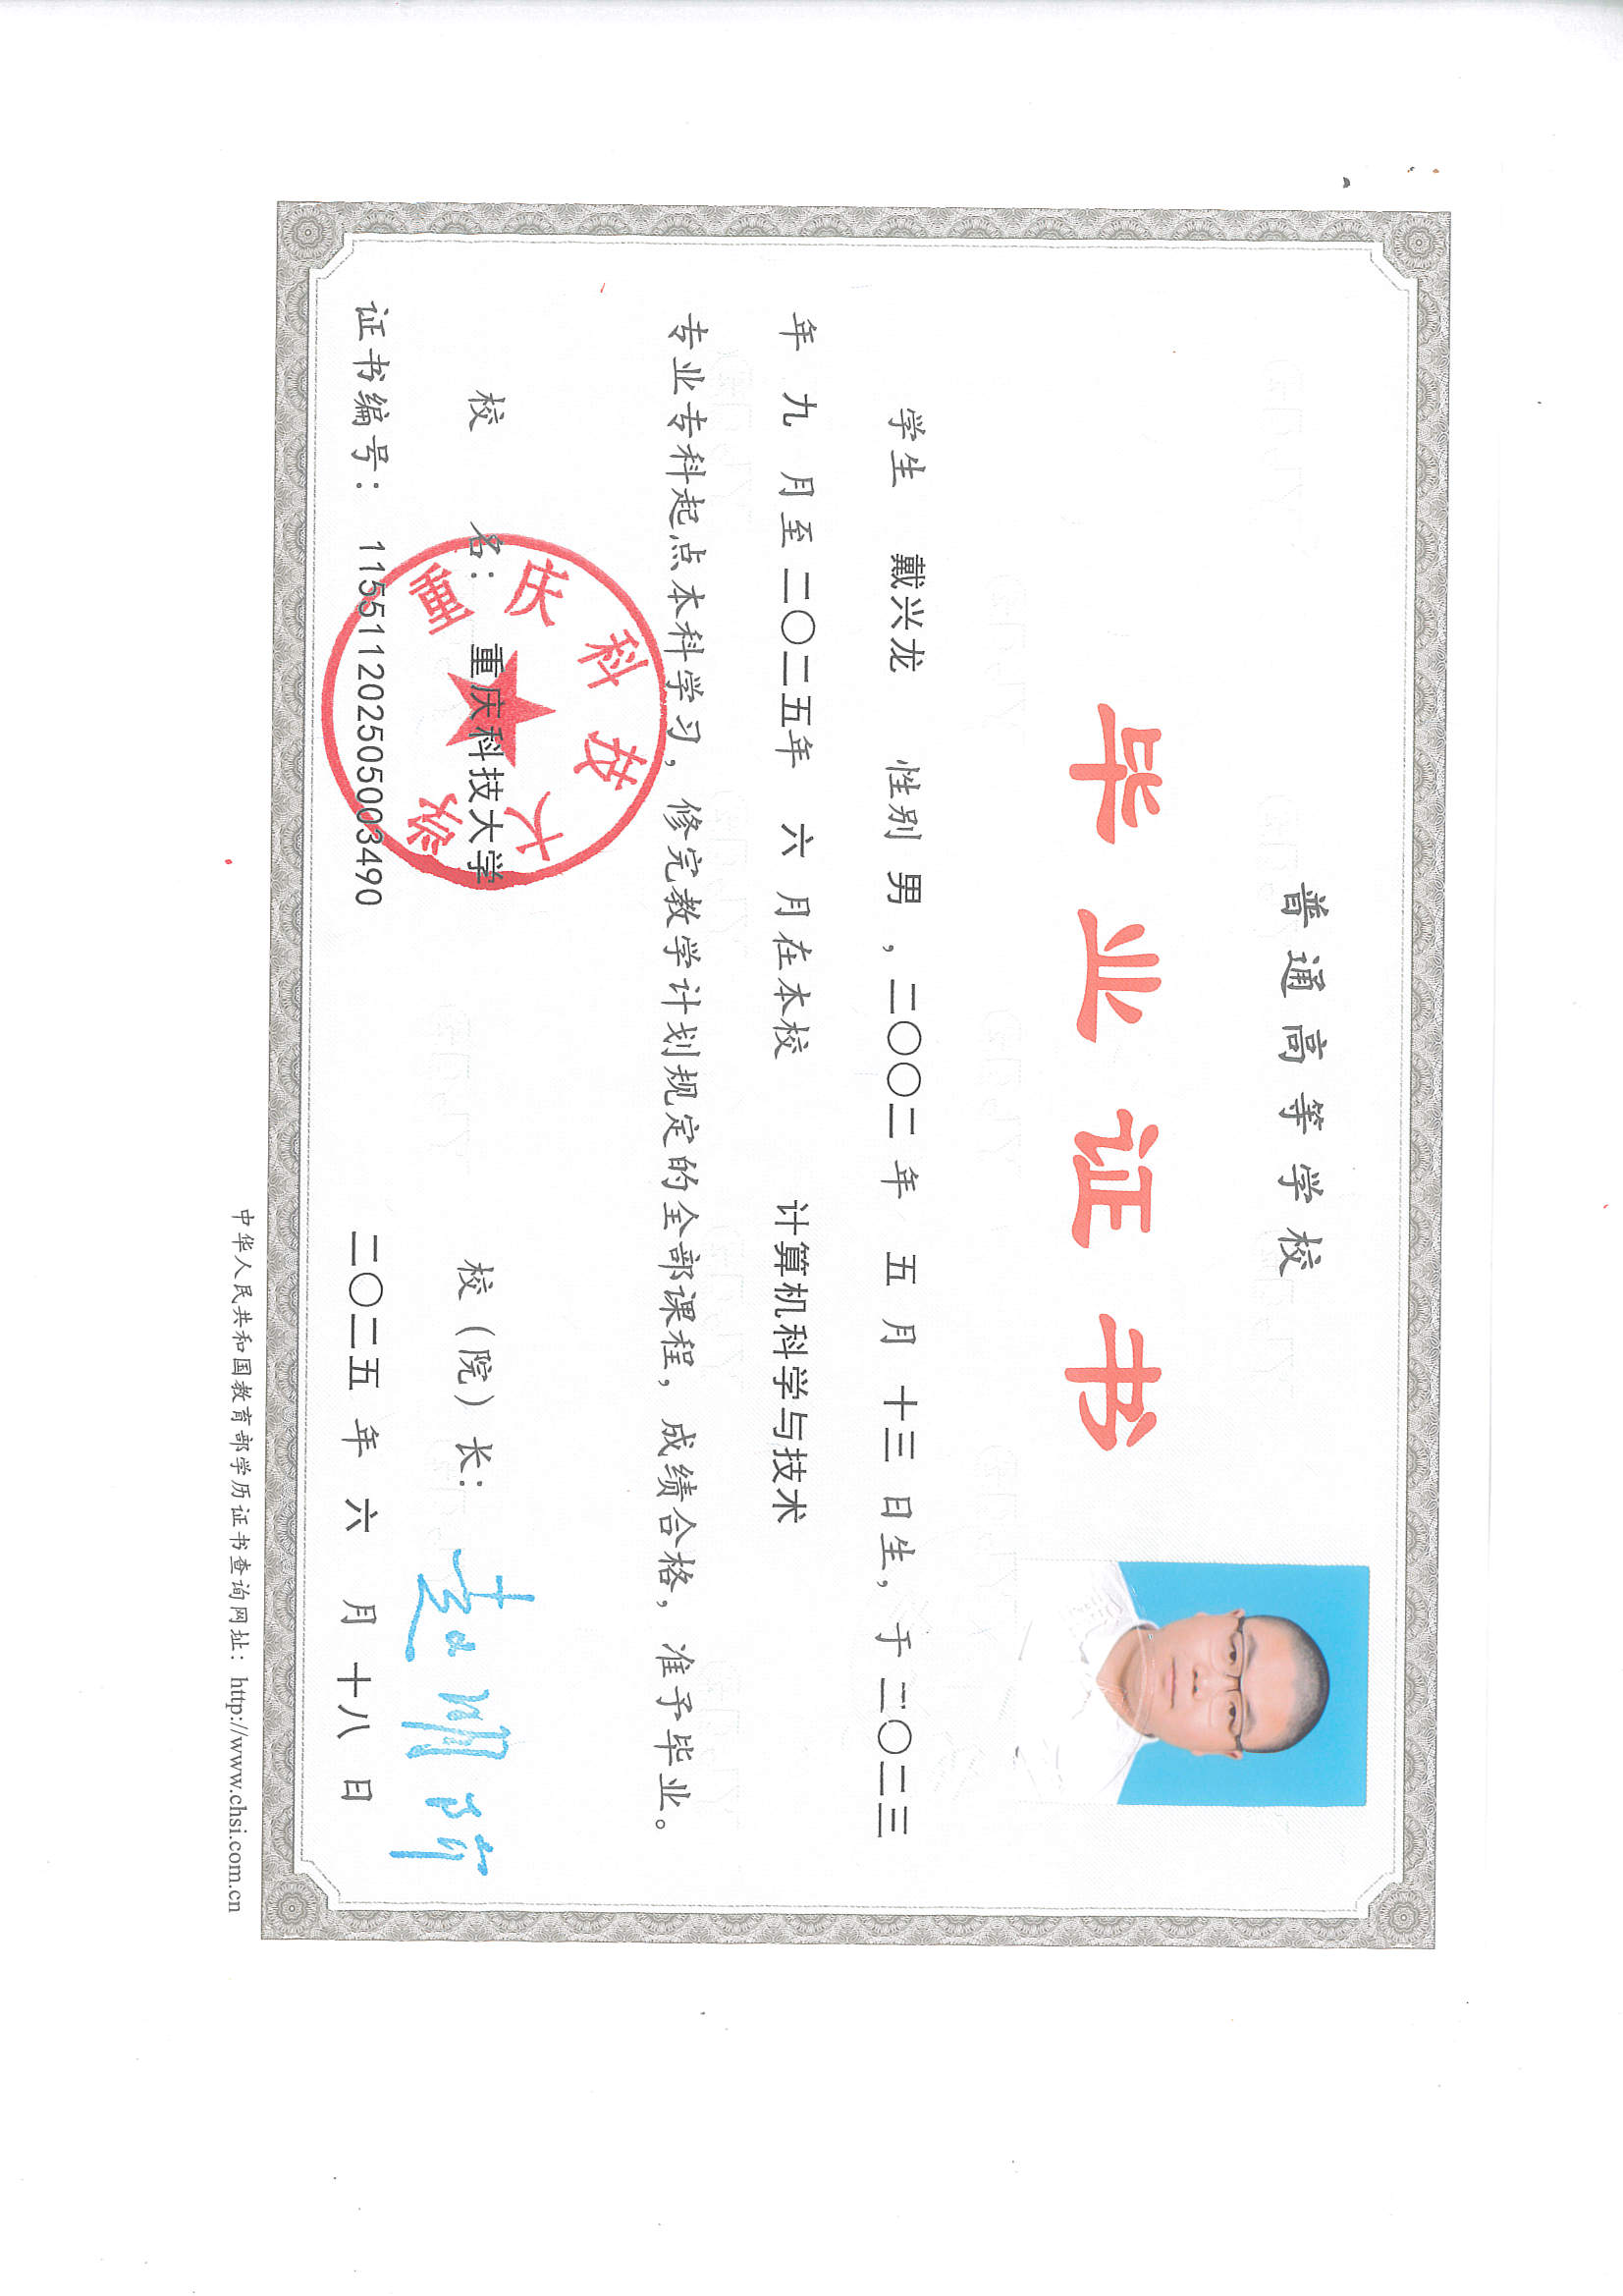 普通高等学校
毕业证书
学生 戴兴龙 性别 男 ，二〇〇二 年 五 月 十三 日生，于 二〇二三
年 九 月至 二〇二五年 六 月在本校 计算机科学与技术
专业专科起点本科学习，修完教学计划规定的全部课程，成绩合格，准予毕业。
重庆科技大学
校 名： 重庆科技大学 校（院）长： 赵明阶
证书编号： 115511202505003490 二〇二五 年 六 月 十八 日
中华人民共和国教育部学历证书查询网址：http://www.chsi.com.cn